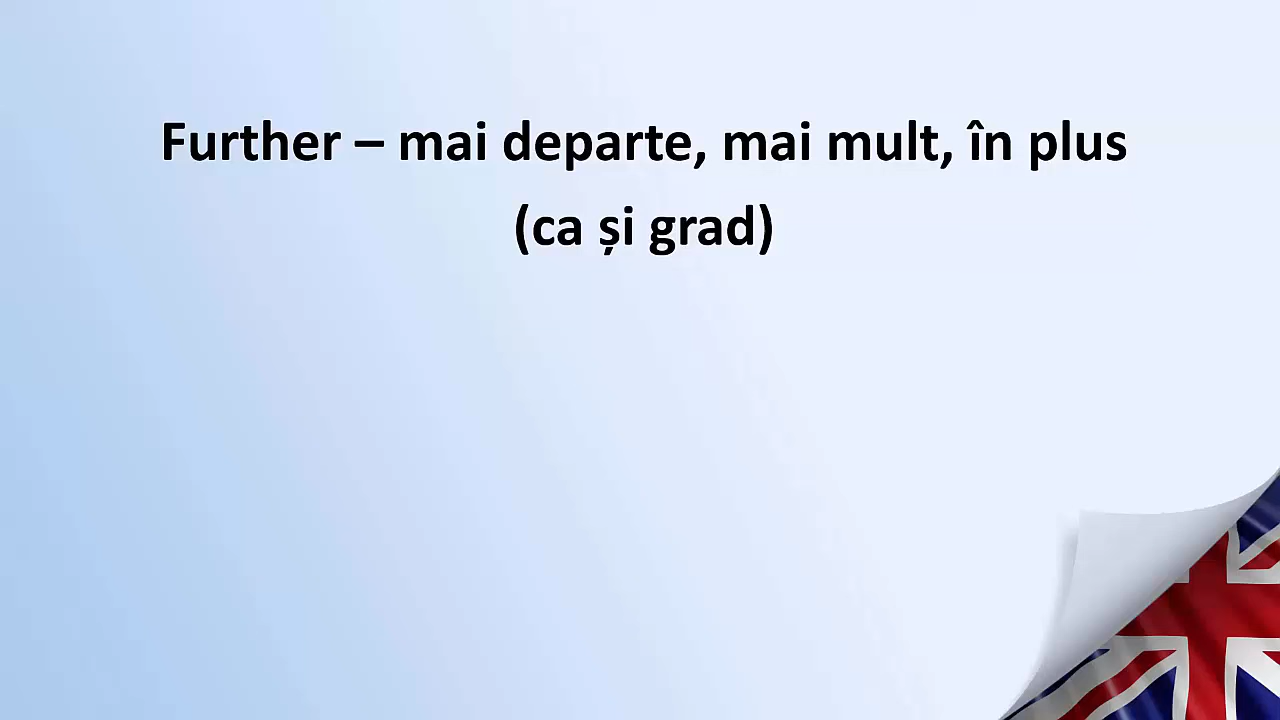 Further – mai departe, mai mult, în plus
(ca și grad)